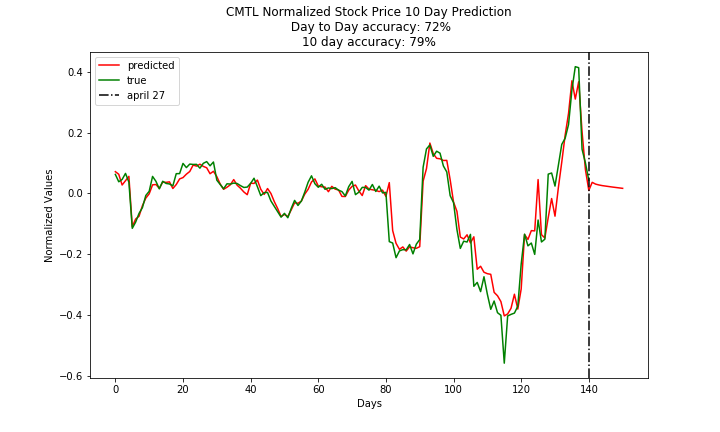 CMTL Normalized Stock Price 10 Day Prediction
Day to Day accuracy: 72%
10 day accuracy: 79%
predicted
true
april 27
Normalized Values
0.4
0.2
0.0
−0.2
−0.4
−0.6
0
20
40
60
80
100
120
140
Days